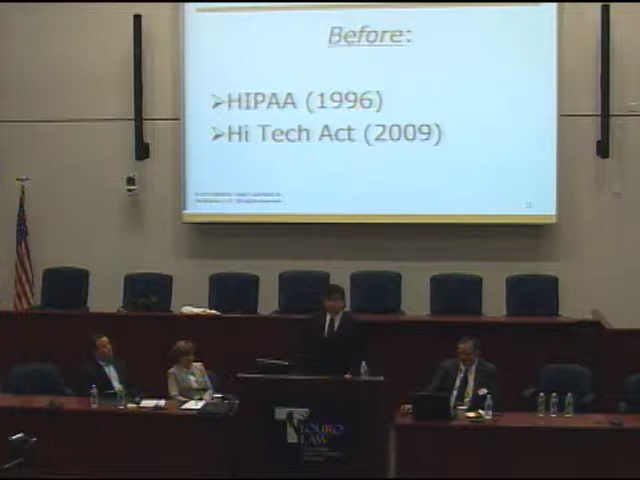 Before:
➢HIPAA (1996)
➢Hi Tech Act (2009)
TOURO
LAW